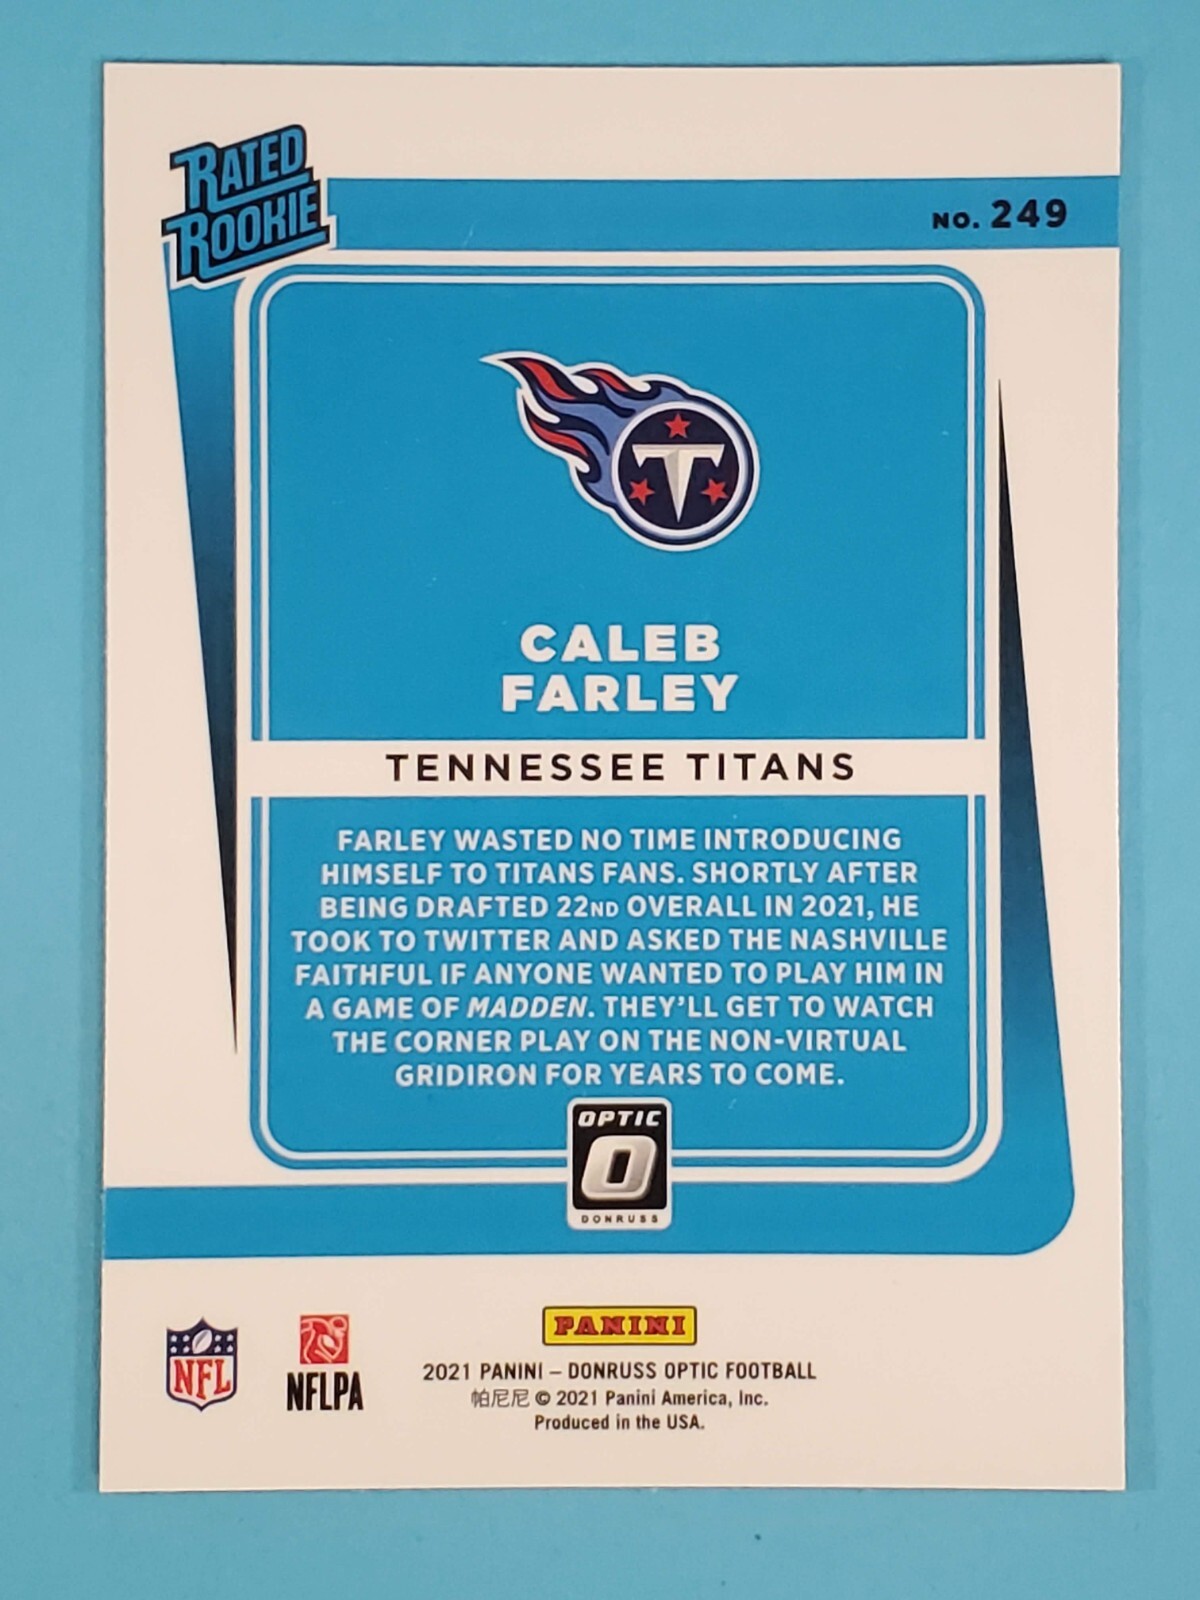 RATED
ROOKIE
NO. 249
T
CALEB
FARLEY
TENNESSEE TITANS
FARLEY WASTED NO TIME INTRODUCING
HIMSELF TO TITANS FANS. SHORTLY AFTER
BEING DRAFTED 22ND OVERALL IN 2021, HE
TOOK TO TWITTER AND ASKED THE NASHVILLE
FAITHFUL IF ANYONE WANTED TO PLAY HIM IN
A GAME OF MADDEN. THEY'LL GET TO WATCH
THE CORNER PLAY ON THE NON-VIRTUAL
GRIDIRON FOR YEARS TO COME.
OPTIC
O
DONRUSS
PANINI
NFL
NFLPA
2021 PANINI – DONRUSS OPTIC FOOTBALL
帕尼尼 © 2021 Panini America, Inc.
Produced in the USA.